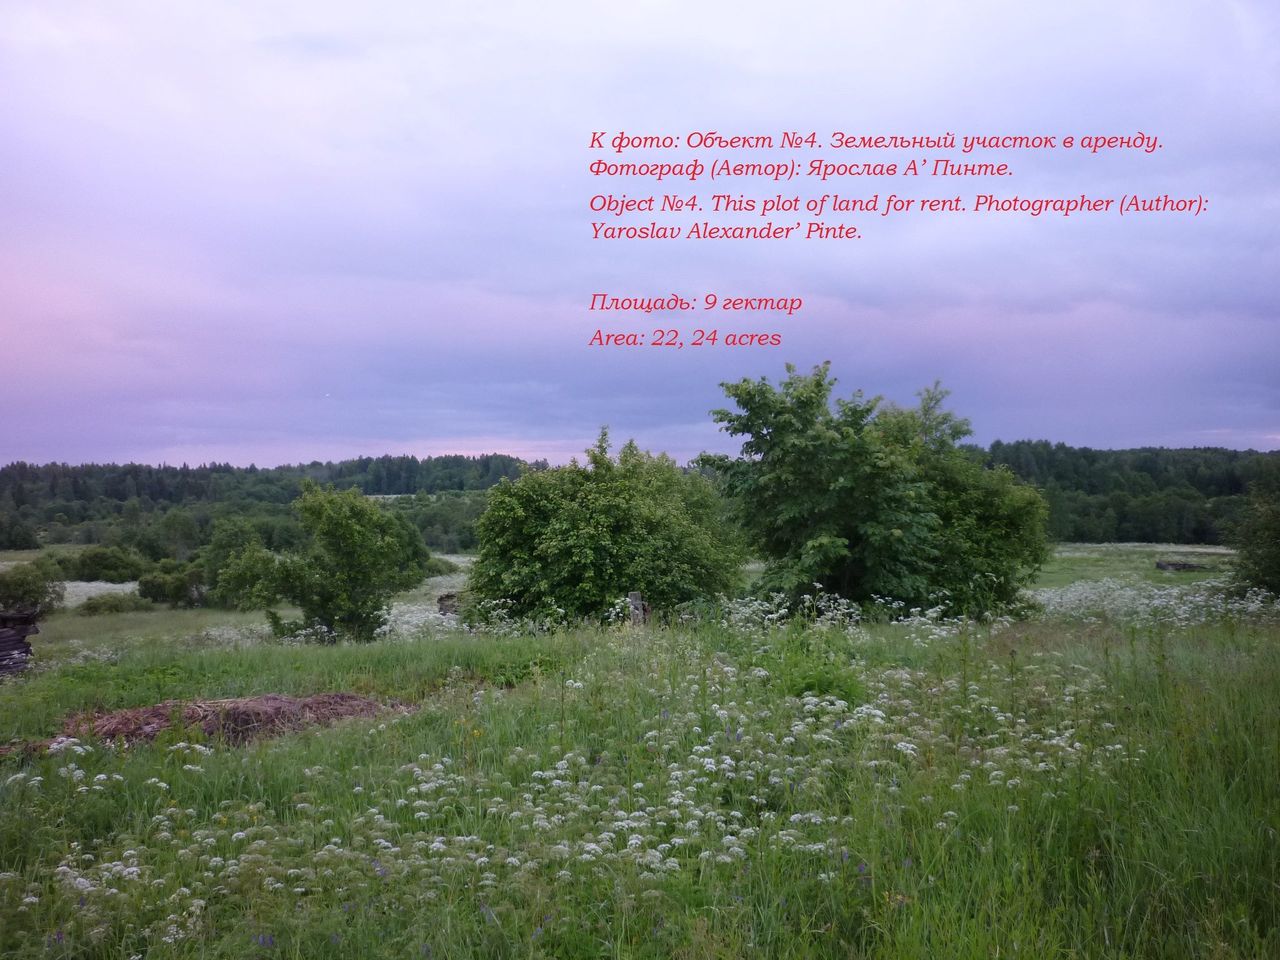 К фото: Объект №4. Земельный участок в аренду.
Фотограф (Автор): Ярослав А’ Пинте.
Object №4. This plot of land for rent. Photographer (Author):
Yaroslav Alexander’ Pinte.
Площадь: 9 гектар
Area: 22, 24 acres